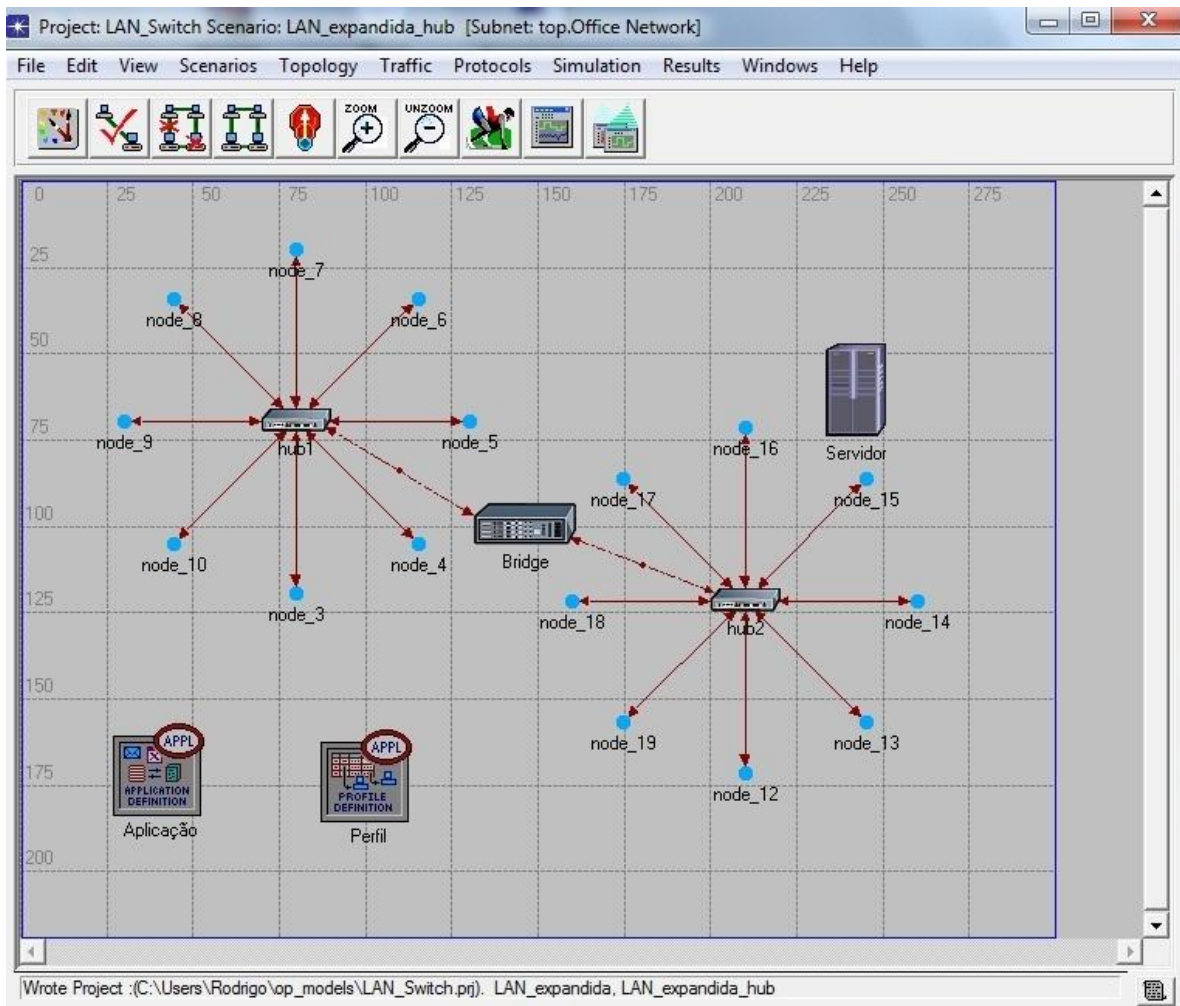 Project: LAN_Switch Scenario: LAN_expandida_hub [Subnet: top.Office Network]
File Edit View Scenarios Topology Traffic Protocols Simulation Results Windows Help
ZOOM UNZOOM
0 25 50 75 100 125 150 175 200 225 250 275
25
node_7
node_8 node_6
50
75
node_9 hub1 node_5
node_16 Servidor
node_17 node_15
100
node_10 node_4 Bridge
125
node_3 node_18 hub2 node_14
150
node_19 node_13
APPL APPL
175
APPLICATION DEFINITION
PROFILE DEFINITION
node_12
Aplicação Perfil
200
Wrote Project :(C:\Users\Rodrigo\op_models\LAN_Switch.prj). LAN_expandida, LAN_expandida_hub